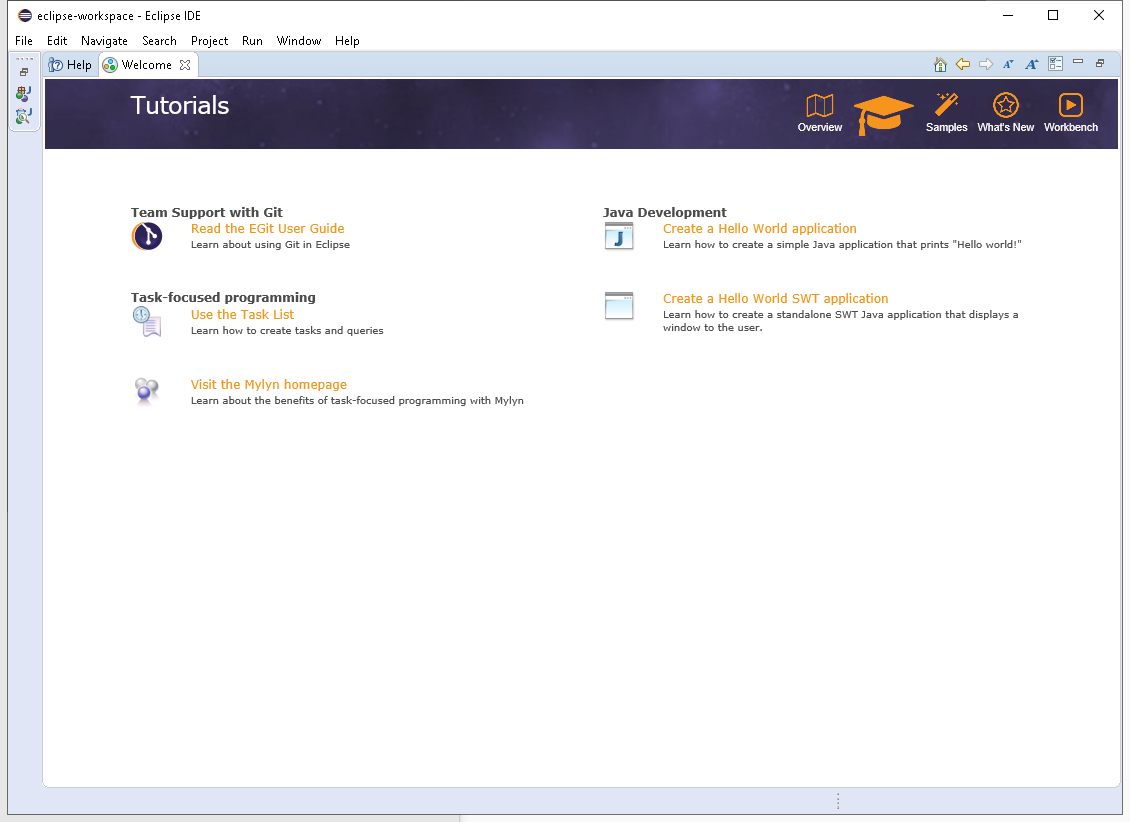 eclipse-workspace - Eclipse IDE
File Edit Navigate Search Project Run Window Help
Help Welcome
Tutorials
Overview Samples What's New Workbench
Team Support with Git
Read the EGit User Guide
Learn about using Git in Eclipse
Task-focused programming
Use the Task List
Learn how to create tasks and queries
Visit the Mylyn homepage
Learn about the benefits of task-focused programming with Mylyn
Java Development
Create a Hello World application
Learn how to create a simple Java application that prints "Hello world!"
Create a Hello World SWT application
Learn how to create a standalone SWT Java application that displays a
window to the user.